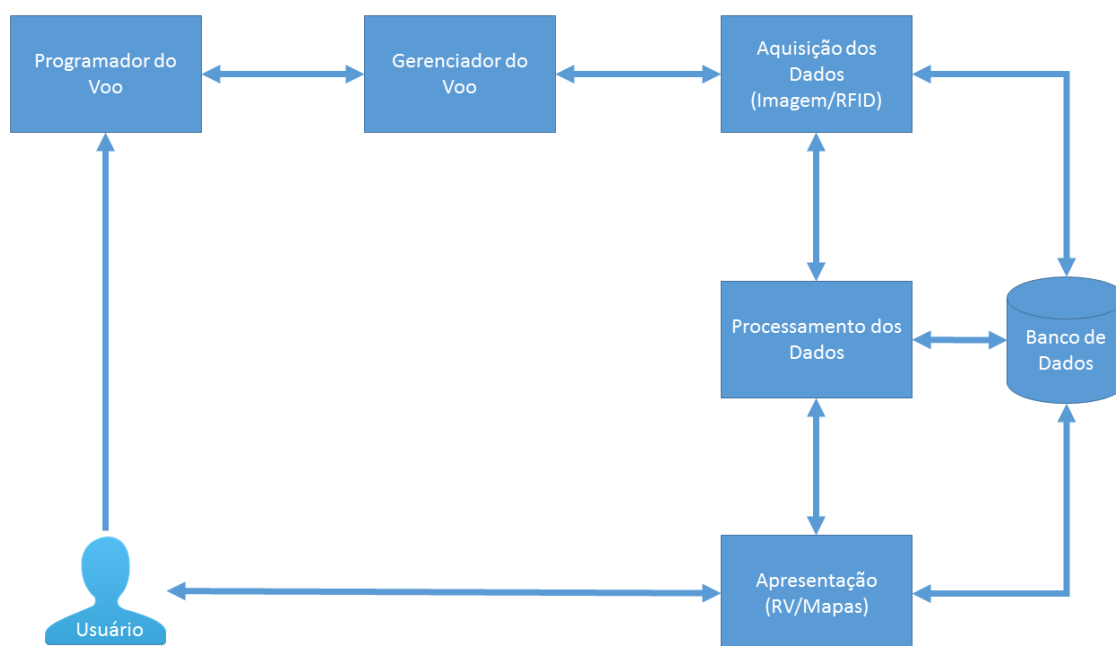 Programador do
Voo
Gerenciador do
Voo
Aquisição dos
Dados
(Imagem/RFID)
Processamento dos
Dados
Banco de
Dados
Apresentação
(RV/Mapas)
Usuário